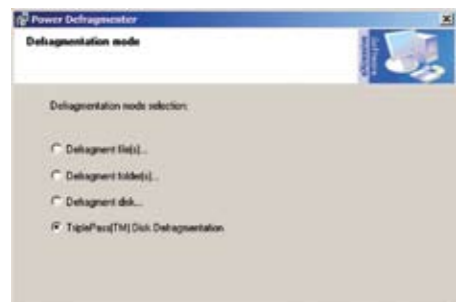 Power Defragmenter
Defragmentation mode
Defragmentation mode selection:
Defragment file(s)...
Defragment folder(s)...
Defragment disk...
TriplePass(TM) Disk Defragmentation